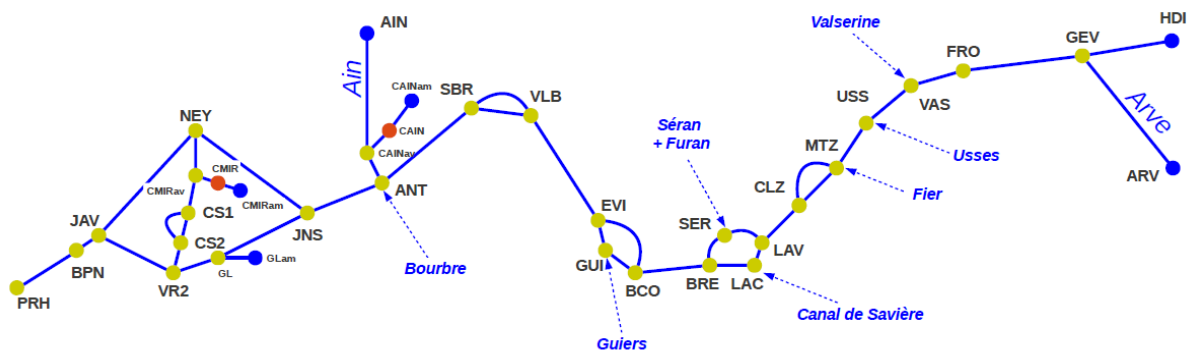 AIN
HDI
Valserine
GEV
FRO
Ain
CAINam
SBR
VLB
USS
VAS
Arve
NEY
CAIN
Séran
+ Furan
MTZ
Usses
CAINav
CMIR
CMIRav
CMIRam
ANT
CLZ
Fier
ARV
JAV
CS1
JNS
EVI
SER
CS2
LAV
BPN
GL
GLam
Bourbre
GUI
PRH
VR2
BCO
BRE
LAC
Canal de Savière
Guiers